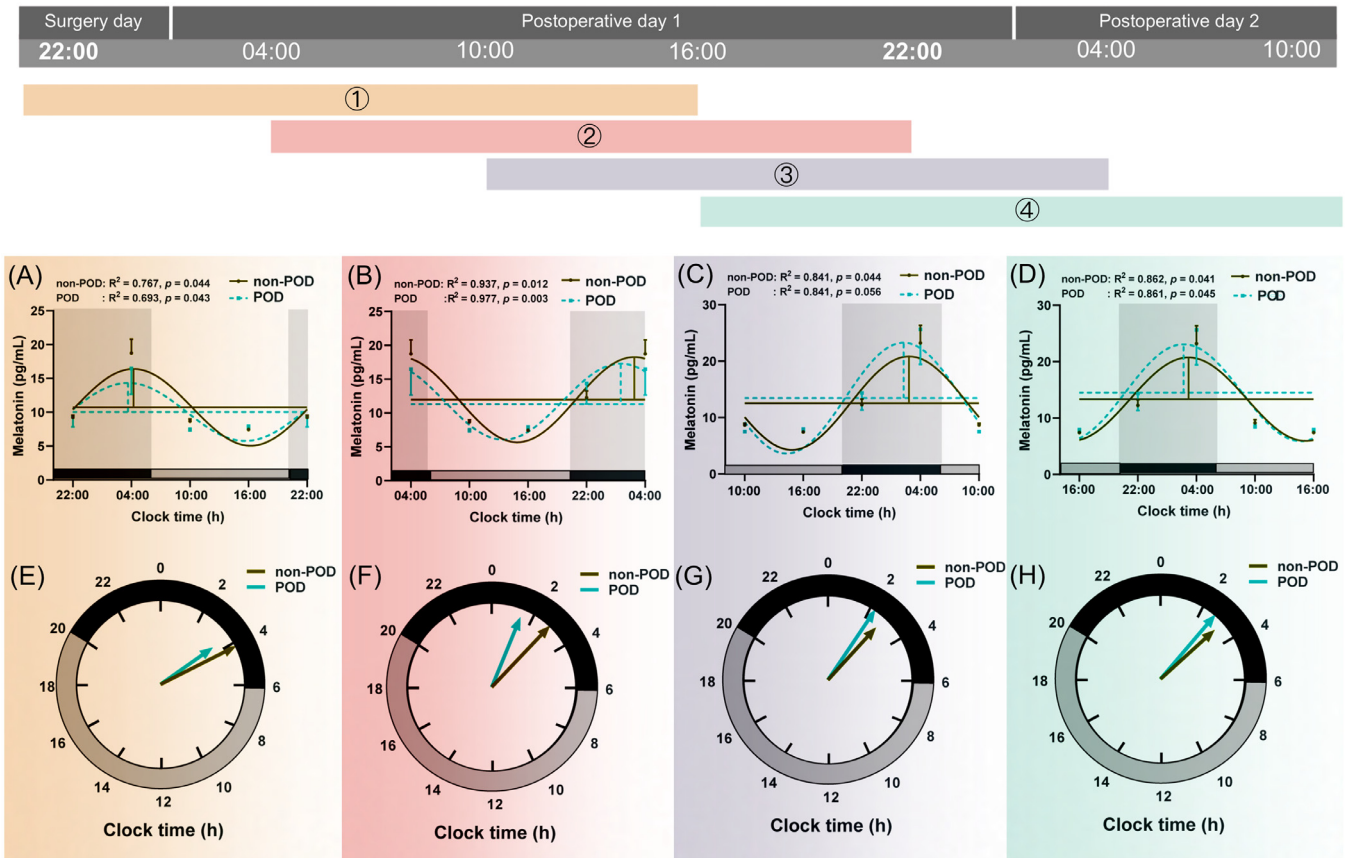 Surgery day Postoperative day 1 Postoperative day 2
22:00 04:00 10:00 16:00 22:00 04:00 10:00
①
②
③
④
(A)
non-POD: R² = 0.767, p = 0.044
POD : R² = 0.693, p = 0.043
non-POD
POD
Melatonin (pg/mL)
25
20
15
10
5
0
22:00 04:00 10:00 16:00 22:00
Clock time (h)
(B)
non-POD: R² = 0.937, p = 0.012
POD :R² = 0.977, p = 0.003
non-POD
POD
Melatonin (pg/mL)
25
20
15
10
5
0
04:00 10:00 16:00 22:00 04:00
Clock time (h)
(C)
non-POD: R² = 0.841, p = 0.044
POD : R² = 0.841, p = 0.056
non-POD
POD
Melatonin (pg/mL)
30
20
10
0
10:00 16:00 22:00 04:00 10:00
Clock time (h)
(D)
non-POD: R² = 0.862, p = 0.041
POD : R² = 0.861, p = 0.045
non-POD
POD
Melatonin (pg/mL)
30
20
10
0
16:00 22:00 04:00 10:00 16:00
Clock time (h)
(E)
non-POD
POD
0
2
4
6
8
10
12
14
16
18
20
22
Clock time (h)
(F)
non-POD
POD
0
2
4
6
8
10
12
14
16
18
20
22
Clock time (h)
(G)
non-POD
POD
0
2
4
6
8
10
12
14
16
18
20
22
Clock time (h)
(H)
non-POD
POD
0
2
4
6
8
10
12
14
16
18
20
22
Clock time (h)